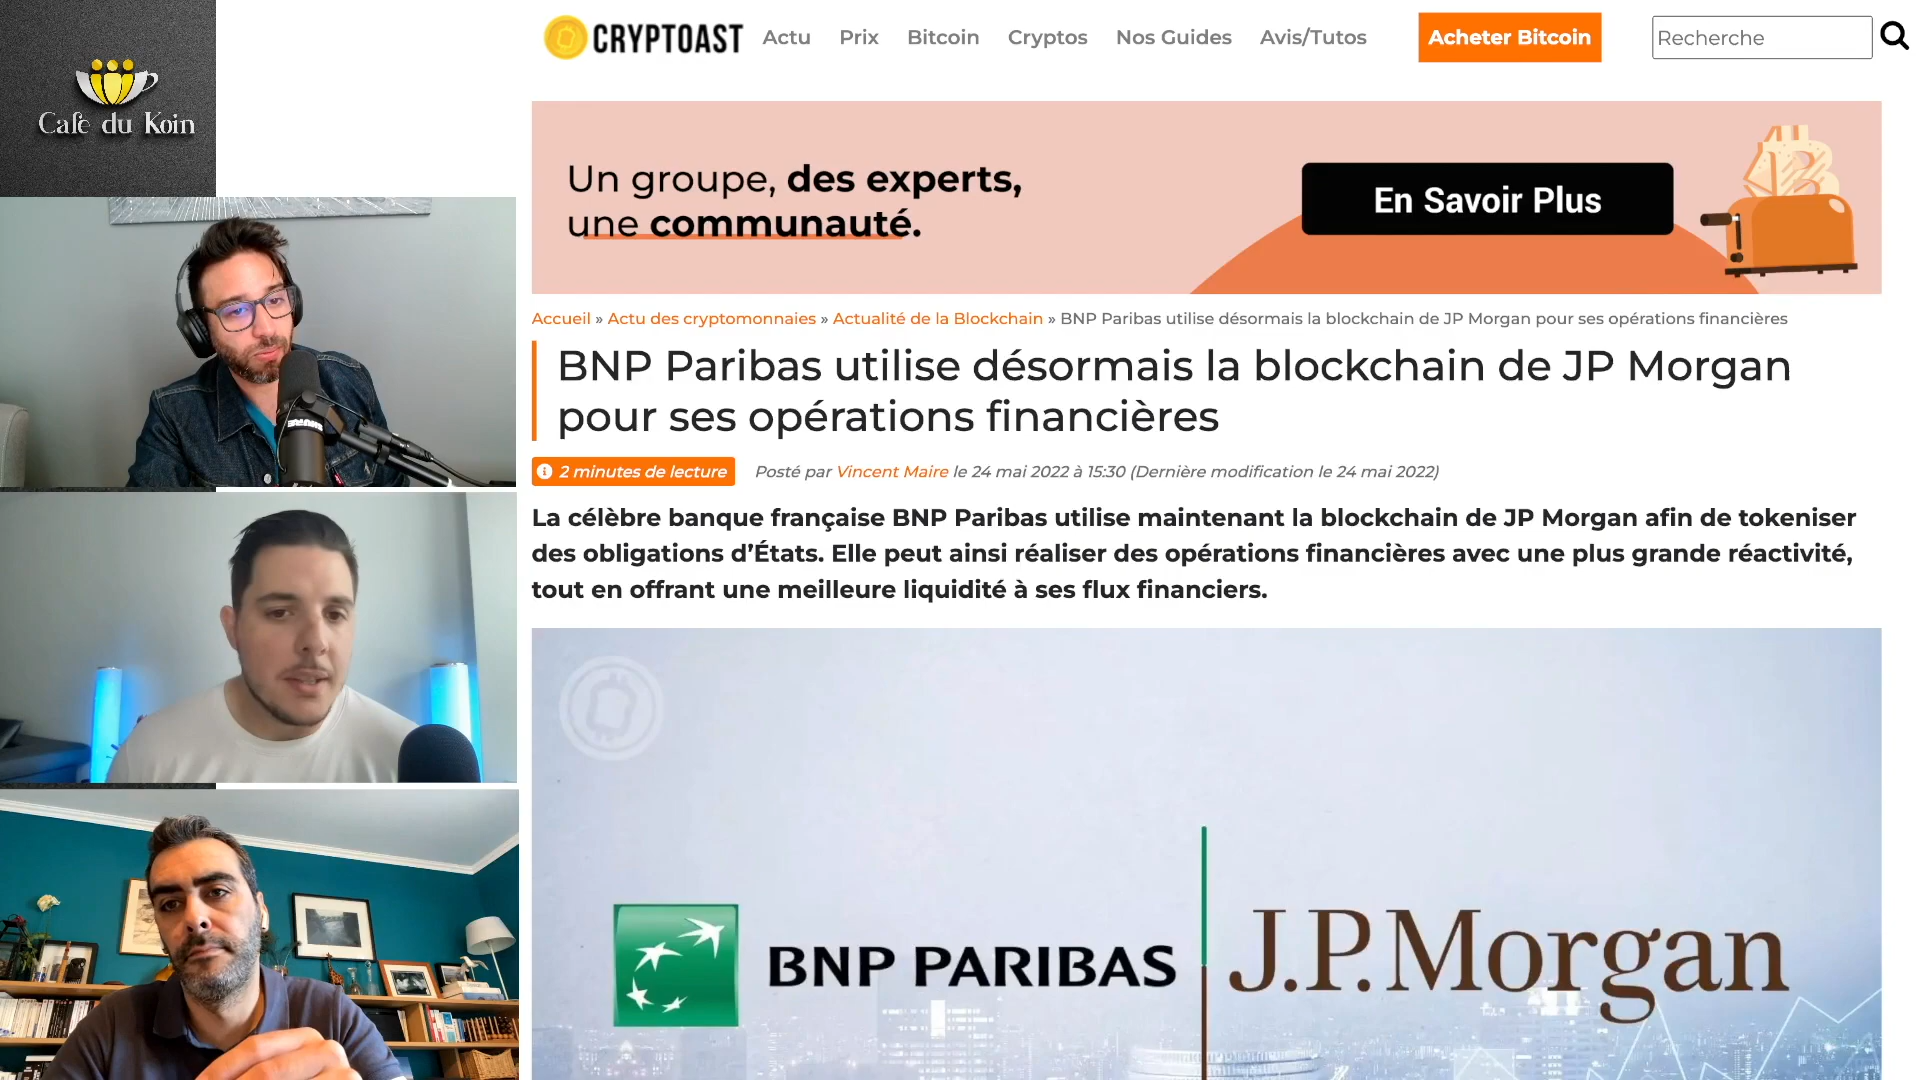 Cafe du Koin
CRYPTOAST
Actu Prix Bitcoin Cryptos Nos Guides Avis/Tutos Acheter Bitcoin Recherche
Un groupe, des experts,
une communauté.
En Savoir Plus
Accueil » Actu des cryptomonnaies » Actualité de la Blockchain » BNP Paribas utilise désormais la blockchain de JP Morgan pour ses opérations financières
BNP Paribas utilise désormais la blockchain de JP Morgan
pour ses opérations financières
2 minutes de lecture Posté par Vincent Maire le 24 mai 2022 à 15:30 (Dernière modification le 24 mai 2022)
La célèbre banque française BNP Paribas utilise maintenant la blockchain de JP Morgan afin de tokeniser
des obligations d’États. Elle peut ainsi réaliser des opérations financières avec une plus grande réactivité,
tout en offrant une meilleure liquidité à ses flux financiers.
BNP PARIBAS
J.P.Morgan
SHURE